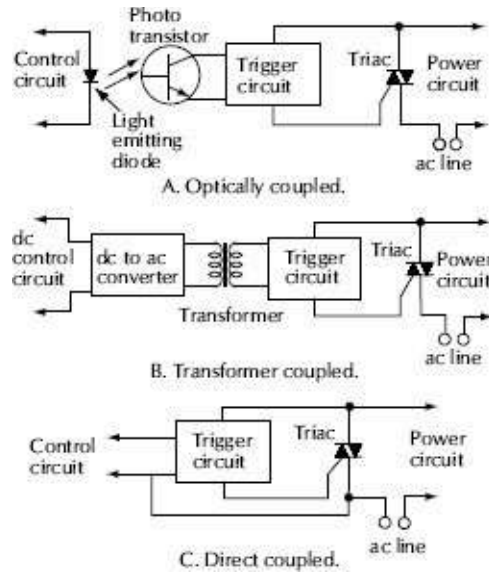 Photo
transistor
Control
circuit
Trigger
circuit
Triac
Power
circuit
Light
emitting
diode
ac line
A. Optically coupled.
dc
control
circuit
dc to ac
converter
Transformer
Trigger
circuit
Triac
Power
circuit
ac line
B. Transformer coupled.
Control
circuit
Trigger
circuit
Triac
Power
circuit
ac line
C. Direct coupled.